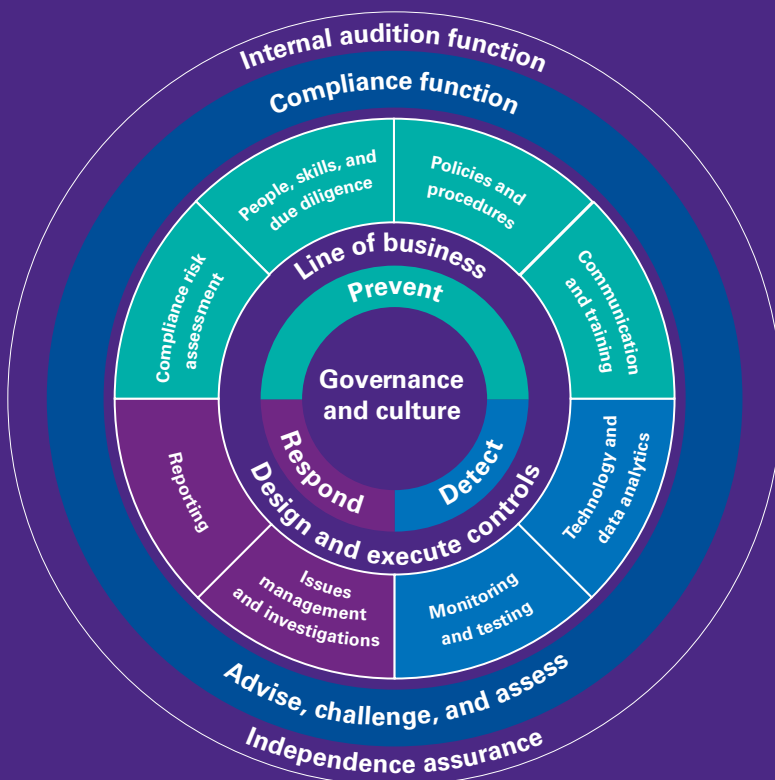 Internal audition function
Compliance function
People, skills, and
due diligence
Policies and
procedures
Communication
and training
Compliance risk
assessment
Line of business
Prevent
Governance
and culture
Respond
Detect
Design and execute controls
Technology and
data analytics
Reporting
Issues
management
and investigations
Monitoring
and testing
Advise, challenge, and assess
Independence assurance